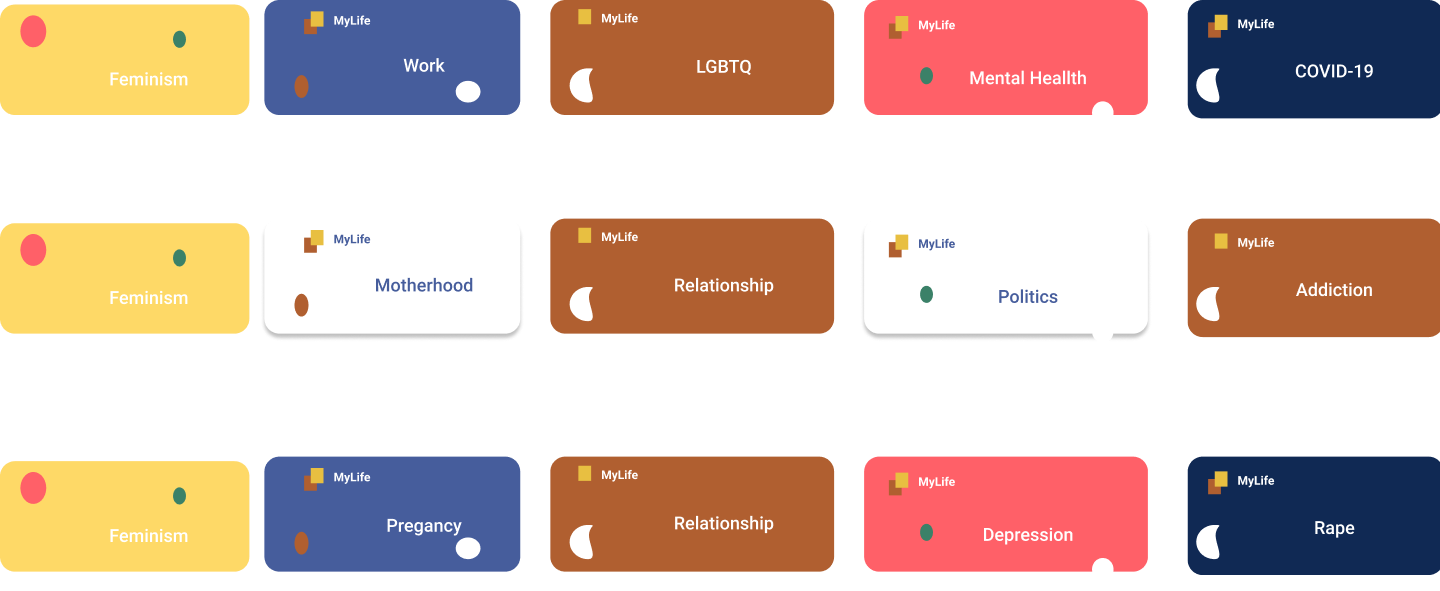 MyLife
MyLife
MyLife
MyLife
Feminism
Work
LGBTQ
Mental Heallth
COVID-19
MyLife
MyLife
MyLife
MyLife
Feminism
Motherhood
Relationship
Politics
Addiction
MyLife
MyLife
MyLife
MyLife
Feminism
Pregancy
Relationship
Depression
Rape